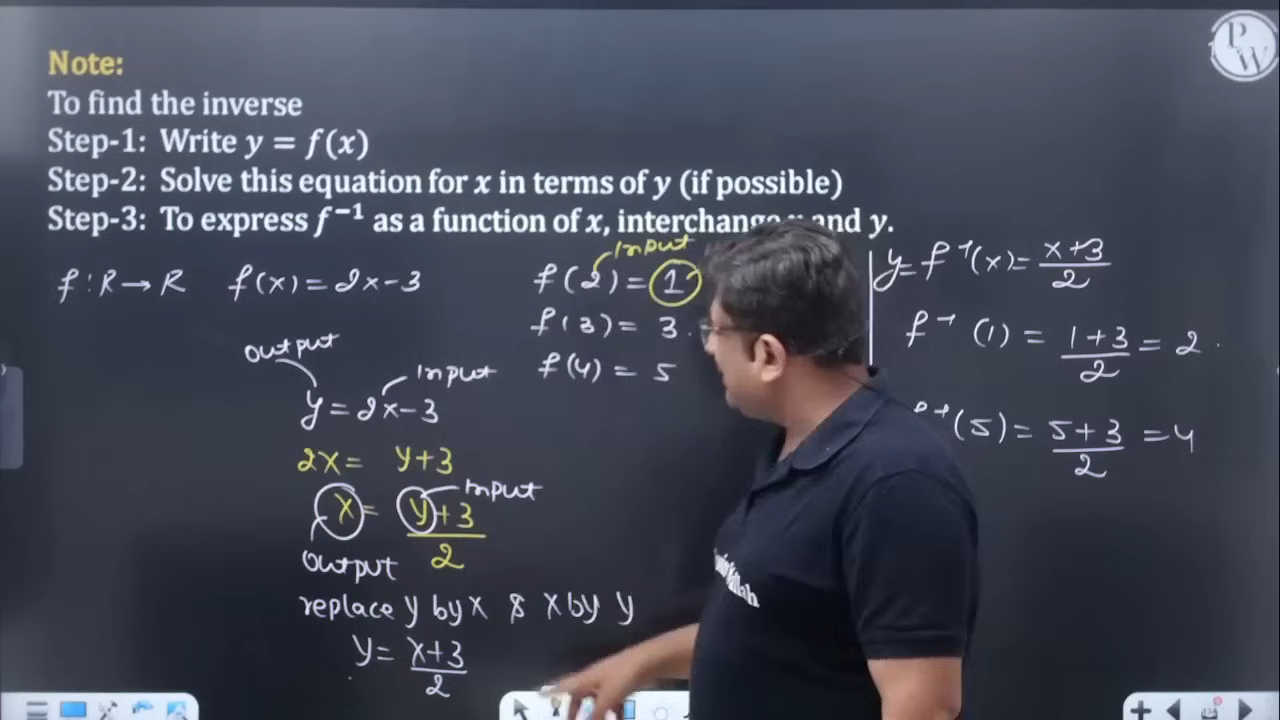 Note:
To find the inverse
Step-1: Write y = f(x)
Step-2: Solve this equation for x in terms of y (if possible)
Step-3: To express f⁻¹ as a function of x, interchange and y.
f : R → R f(x) = 2x-3
Output
Input
y = 2x-3
2x = y+3
x = y+3 / 2
Input
Output
replace y by x & x by y
y = x+3 / 2
Input
f(2) = 1
f(3) = 3
f(4) = 5
y = f⁻¹(x) = x+3 / 2
f⁻¹(1) = 1+3 / 2 = 2
f⁻¹(5) = 5+3 / 2 = 4
PW